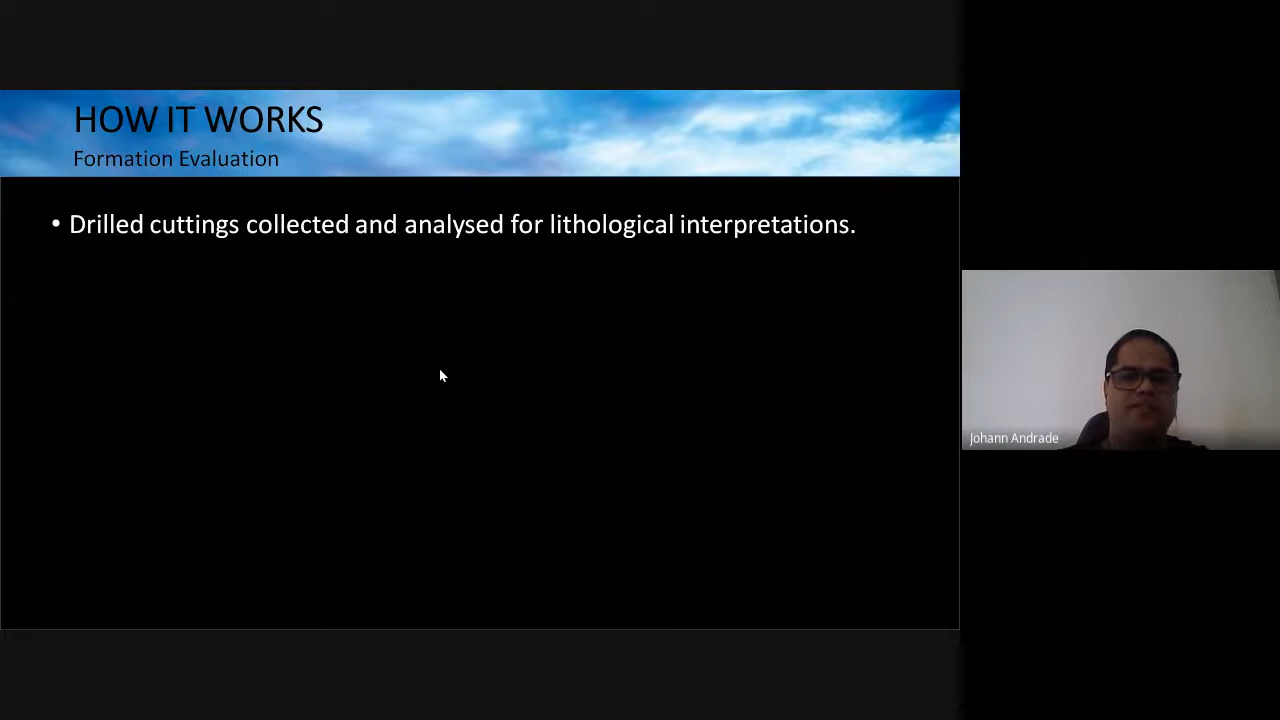 HOW IT WORKS
Formation Evaluation
• Drilled cuttings collected and analysed for lithological interpretations.
Johann Andrade